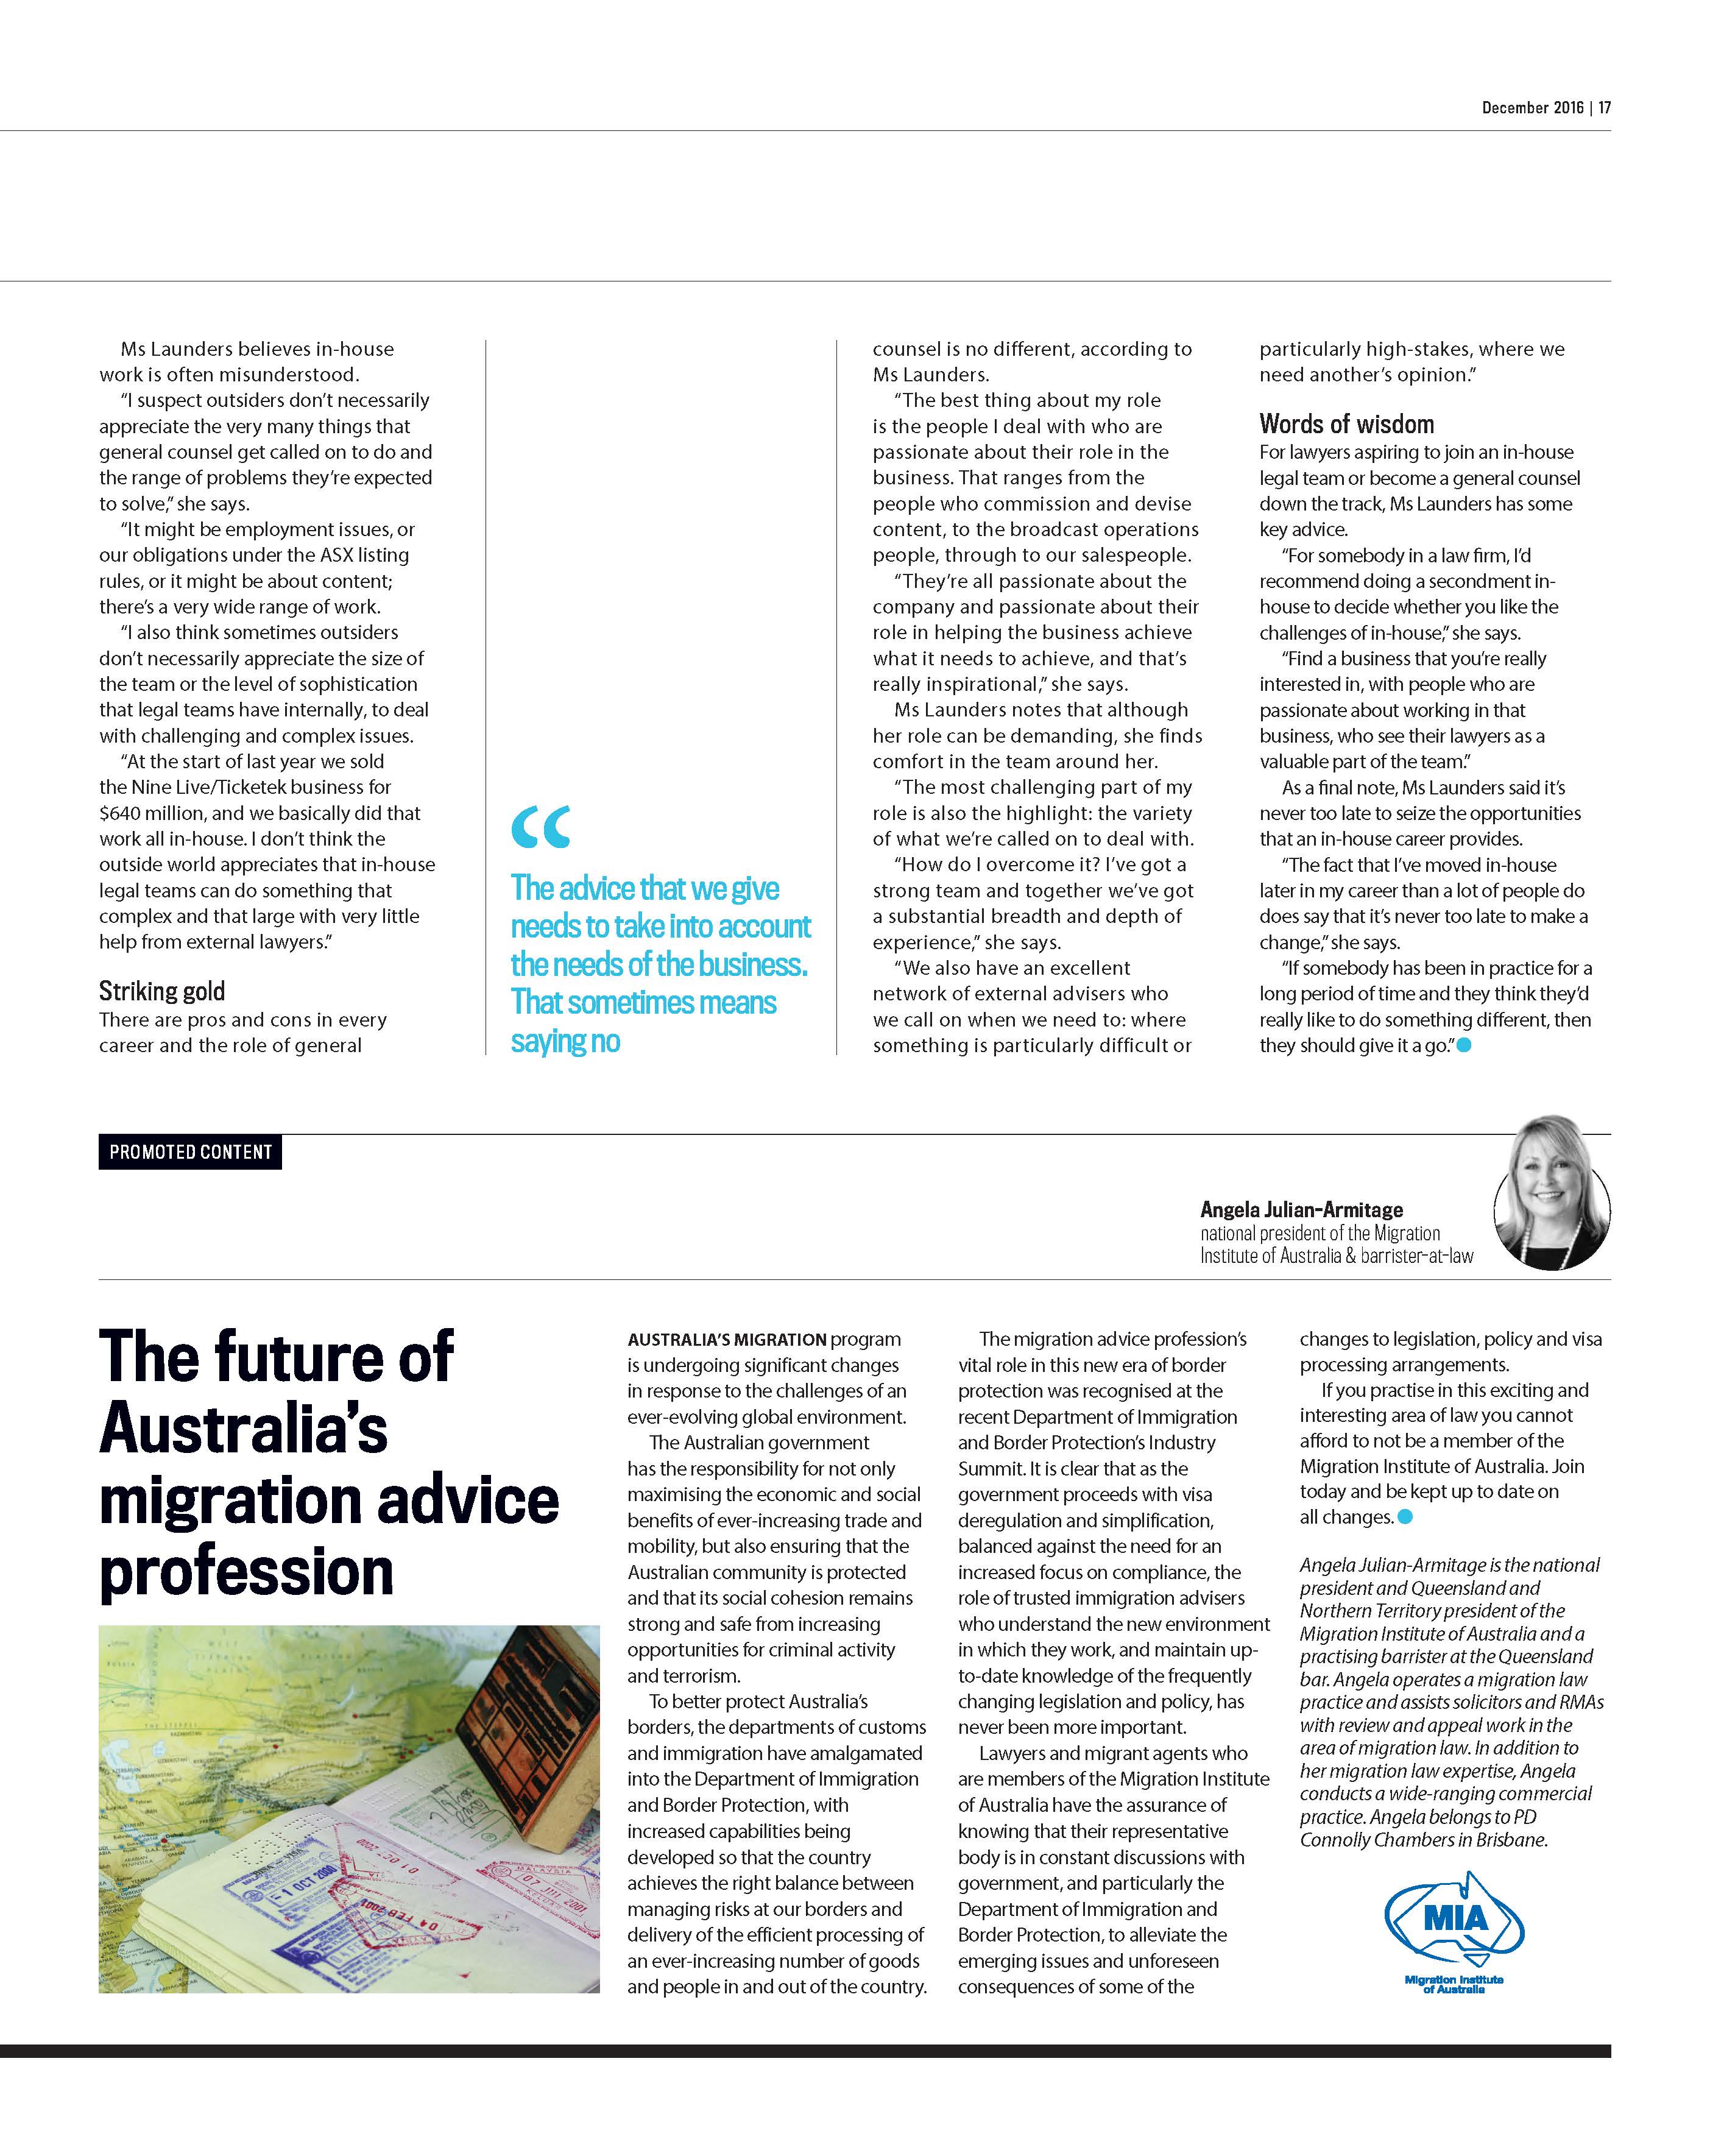 December 2016 | 17
Ms Launders believes in-house
work is often misunderstood.
“I suspect outsiders don’t necessarily
appreciate the very many things that
general counsel get called on to do and
the range of problems they’re expected
to solve,” she says.
“It might be employment issues, or
our obligations under the ASX listing
rules, or it might be about content;
there’s a very wide range of work.
“I also think sometimes outsiders
don’t necessarily appreciate the size of
the team or the level of sophistication
that legal teams have internally, to deal
with challenging and complex issues.
“At the start of last year we sold
the Nine Live/Ticketek business for
$640 million, and we basically did that
work all in-house. I don’t think the
outside world appreciates that in-house
legal teams can do something that
complex and that large with very little
help from external lawyers.”
Striking gold
There are pros and cons in every
career and the role of general
“
The advice that we give
needs to take into account
the needs of the business.
That sometimes means
saying no
counsel is no different, according to
Ms Launders.
“The best thing about my role
is the people I deal with who are
passionate about their role in the
business. That ranges from the
people who commission and devise
content, to the broadcast operations
people, through to our salespeople.
“They’re all passionate about the
company and passionate about their
role in helping the business achieve
what it needs to achieve, and that’s
really inspirational,” she says.
Ms Launders notes that although
her role can be demanding, she finds
comfort in the team around her.
“The most challenging part of my
role is also the highlight: the variety
of what we’re called on to deal with.
“How do I overcome it? I’ve got a
strong team and together we’ve got
a substantial breadth and depth of
experience,” she says.
“We also have an excellent
network of external advisers who
we call on when we need to: where
something is particularly difficult or
particularly high-stakes, where we
need another’s opinion.”
Words of wisdom
For lawyers aspiring to join an in-house
legal team or become a general counsel
down the track, Ms Launders has some
key advice.
“For somebody in a law firm, I’d
recommend doing a secondment in-
house to decide whether you like the
challenges of in-house,” she says.
“Find a business that you’re really
interested in, with people who are
passionate about working in that
business, who see their lawyers as a
valuable part of the team.”
As a final note, Ms Launders said it’s
never too late to seize the opportunities
that an in-house career provides.
“The fact that I’ve moved in-house
later in my career than a lot of people do
does say that it’s never too late to make a
change,” she says.
“If somebody has been in practice for a
long period of time and they think they’d
really like to do something different, then
they should give it a go.”
PROMOTED CONTENT
Angela Julian-Armitage
national president of the Migration
Institute of Australia & barrister-at-law
The future of
Australia’s
migration advice
profession
1 OCT 2000
04 FEB 2001
MALAYSIA
AUSTRALIA’S MIGRATION program
is undergoing significant changes
in response to the challenges of an
ever-evolving global environment.
The Australian government
has the responsibility for not only
maximising the economic and social
benefits of ever-increasing trade and
mobility, but also ensuring that the
Australian community is protected
and that its social cohesion remains
strong and safe from increasing
opportunities for criminal activity
and terrorism.
To better protect Australia’s
borders, the departments of customs
and immigration have amalgamated
into the Department of Immigration
and Border Protection, with
increased capabilities being
developed so that the country
achieves the right balance between
managing risks at our borders and
delivery of the efficient processing of
an ever-increasing number of goods
and people in and out of the country.
The migration advice profession’s
vital role in this new era of border
protection was recognised at the
recent Department of Immigration
and Border Protection’s Industry
Summit. It is clear that as the
government proceeds with visa
deregulation and simplification,
balanced against the need for an
increased focus on compliance, the
role of trusted immigration advisers
who understand the new environment
in which they work, and maintain up-
to-date knowledge of the frequently
changing legislation and policy, has
never been more important.
Lawyers and migrant agents who
are members of the Migration Institute
of Australia have the assurance of
knowing that their representative
body is in constant discussions with
government, and particularly the
Department of Immigration and
Border Protection, to alleviate the
emerging issues and unforeseen
consequences of some of the
changes to legislation, policy and visa
processing arrangements.
If you practise in this exciting and
interesting area of law you cannot
afford to not be a member of the
Migration Institute of Australia. Join
today and be kept up to date on
all changes.
Angela Julian-Armitage is the national
president and Queensland and
Northern Territory president of the
Migration Institute of Australia and a
practising barrister at the Queensland
bar. Angela operates a migration law
practice and assists solicitors and RMAs
with review and appeal work in the
area of migration law. In addition to
her migration law expertise, Angela
conducts a wide-ranging commercial
practice. Angela belongs to PD
Connolly Chambers in Brisbane.
MIA
Migration Institute
of Australia